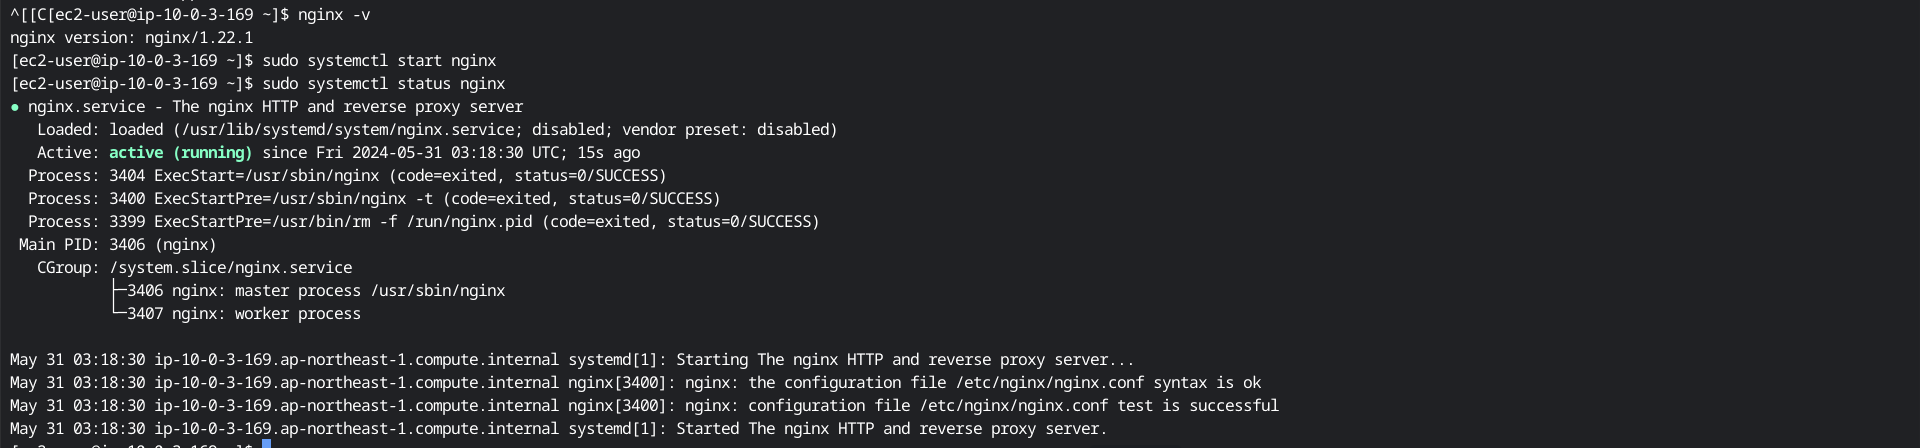 ^[[C[ec2-user@ip-10-0-3-169 ~]$ nginx -v
nginx version: nginx/1.22.1
[ec2-user@ip-10-0-3-169 ~]$ sudo systemctl start nginx
[ec2-user@ip-10-0-3-169 ~]$ sudo systemctl status nginx
● nginx.service - The nginx HTTP and reverse proxy server
   Loaded: loaded (/usr/lib/systemd/system/nginx.service; disabled; vendor preset: disabled)
   Active: active (running) since Fri 2024-05-31 03:18:30 UTC; 15s ago
  Process: 3404 ExecStart=/usr/sbin/nginx (code=exited, status=0/SUCCESS)
  Process: 3400 ExecStartPre=/usr/sbin/nginx -t (code=exited, status=0/SUCCESS)
  Process: 3399 ExecStartPre=/usr/bin/rm -f /run/nginx.pid (code=exited, status=0/SUCCESS)
 Main PID: 3406 (nginx)
   CGroup: /system.slice/nginx.service
           ├─3406 nginx: master process /usr/sbin/nginx
           └─3407 nginx: worker process
May 31 03:18:30 ip-10-0-3-169.ap-northeast-1.compute.internal systemd[1]: Starting The nginx HTTP and reverse proxy server...
May 31 03:18:30 ip-10-0-3-169.ap-northeast-1.compute.internal nginx[3400]: nginx: the configuration file /etc/nginx/nginx.conf syntax is ok
May 31 03:18:30 ip-10-0-3-169.ap-northeast-1.compute.internal nginx[3400]: nginx: configuration file /etc/nginx/nginx.conf test is successful
May 31 03:18:30 ip-10-0-3-169.ap-northeast-1.compute.internal systemd[1]: Started The nginx HTTP and reverse proxy server.